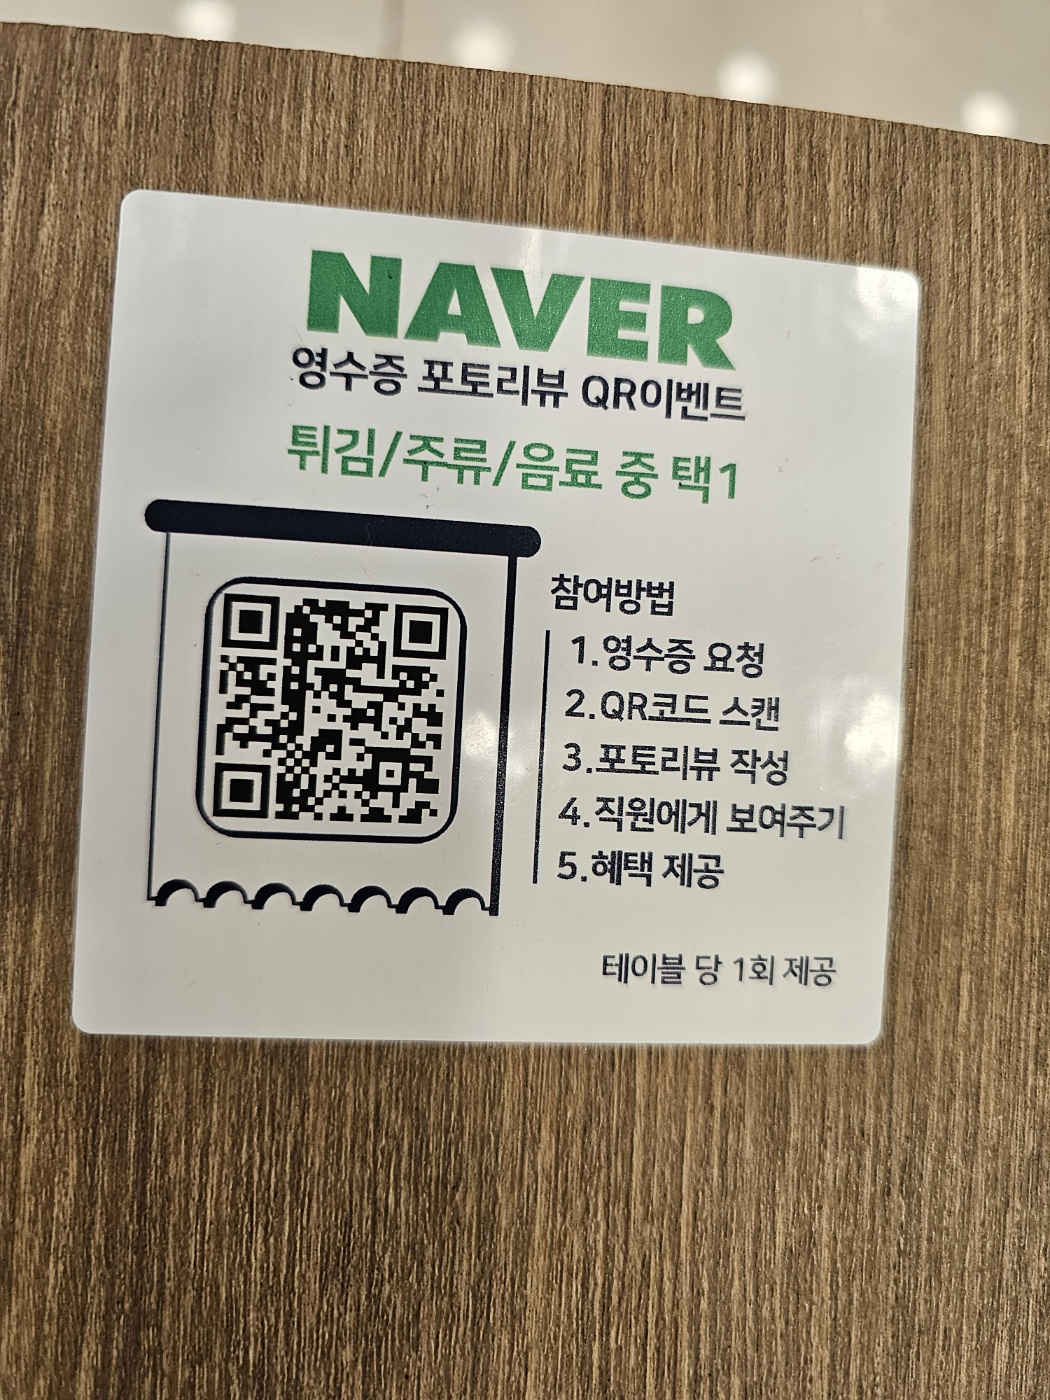 NAVER
영수증 포토리뷰 QR이벤트
튀김/주류/음료 중 택1
참여방법
1.영수증 요청
2.QR코드 스캔
3.포토리뷰 작성
4.직원에게 보여주기
5.혜택 제공
테이블 당 1회 제공